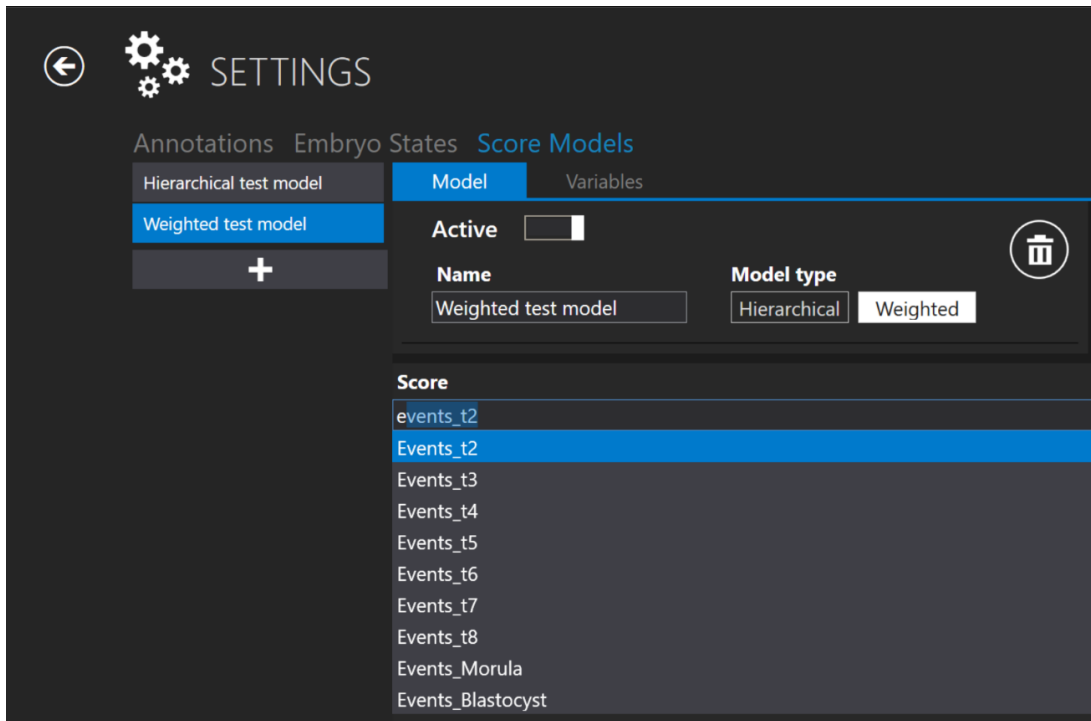 SETTINGS
Annotations Embryo States Score Models
Hierarchical test model
Weighted test model
+
Model Variables
Active
Name Model type
Weighted test model Hierarchical Weighted
Score
events_t2
Events_t2
Events_t3
Events_t4
Events_t5
Events_t6
Events_t7
Events_t8
Events_Morula
Events_Blastocyst